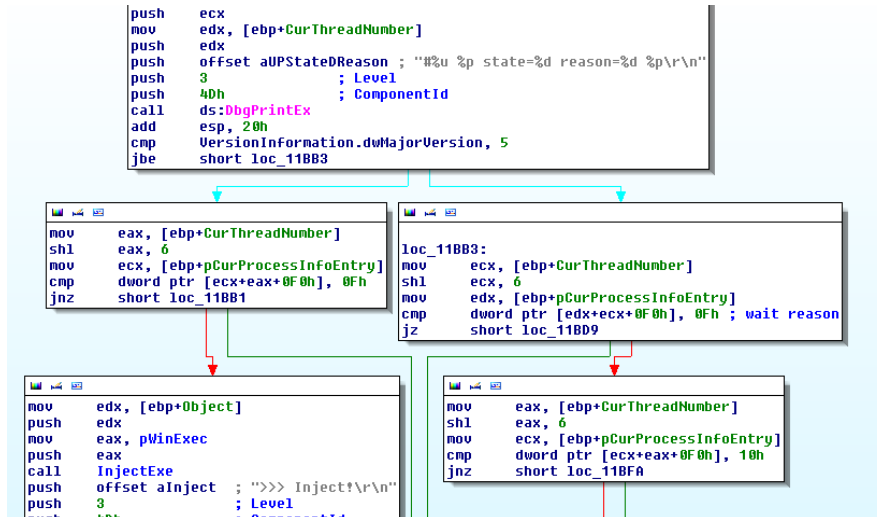 push ecx
mov edx, [ebp+CurThreadNumber]
push edx
push offset aUPStateDReason ; "#%u %p state=%d reason=%d %p\r\n"
push 3 ; Level
push 4Dh ; ComponentId
call ds:DbgPrintEx
add esp, 20h
cmp VersionInformation.dwMajorVersion, 5
jbe short loc_11BB3
mov eax, [ebp+CurThreadNumber]
shl eax, 6
mov ecx, [ebp+pCurProcessInfoEntry]
cmp dword ptr [ecx+eax+0F0h], 0Fh
jnz short loc_11BB1
loc_11BB3:
mov ecx, [ebp+CurThreadNumber]
shl ecx, 6
mov edx, [ebp+pCurProcessInfoEntry]
cmp dword ptr [edx+ecx+0F0h], 0Fh ; wait reason
jz short loc_11BD9
mov edx, [ebp+Object]
push edx
mov eax, pWinExec
push eax
call InjectExe
push offset aInject ; ">>> Inject!\r\n"
push 3 ; Level
mov eax, [ebp+CurThreadNumber]
shl eax, 6
mov ecx, [ebp+pCurProcessInfoEntry]
cmp dword ptr [ecx+eax+0F0h], 10h
jnz short loc_11BFA